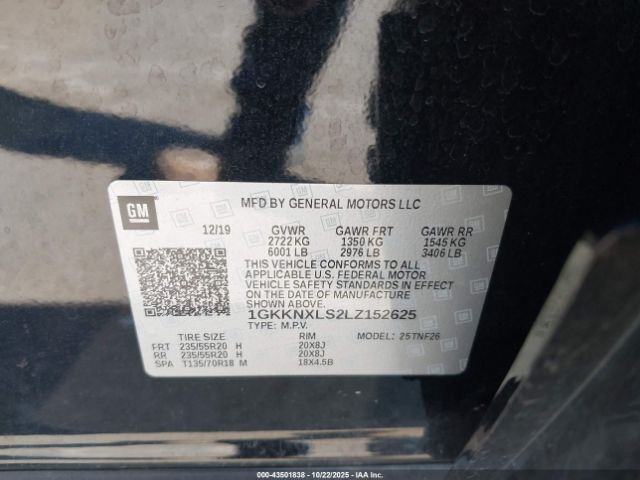 GM
MFD BY GENERAL MOTORS LLC
12/19 GVWR GAWR FRT GAWR RR
2722 KG 1350 KG 1545 KG
6001 LB 2976 LB 3406 LB
THIS VEHICLE CONFORMS TO ALL
APPLICABLE U.S. FEDERAL MOTOR
VEHICLE SAFETY STANDARDS IN EFFECT
ON THE DATE OF MANUFACTURE
SHOWN ABOVE.
1GKKNXLS2LZ152625
TYPE: M.P.V. MODEL: 25TNF26
TIRE SIZE RIM
FRT 235/55R20 H 20X8J
RR 235/55R20 H 20X8J
SPA T135/70R18 M 18X4.5B
000-43501838 | 10/22/2025 | IAAI.COM